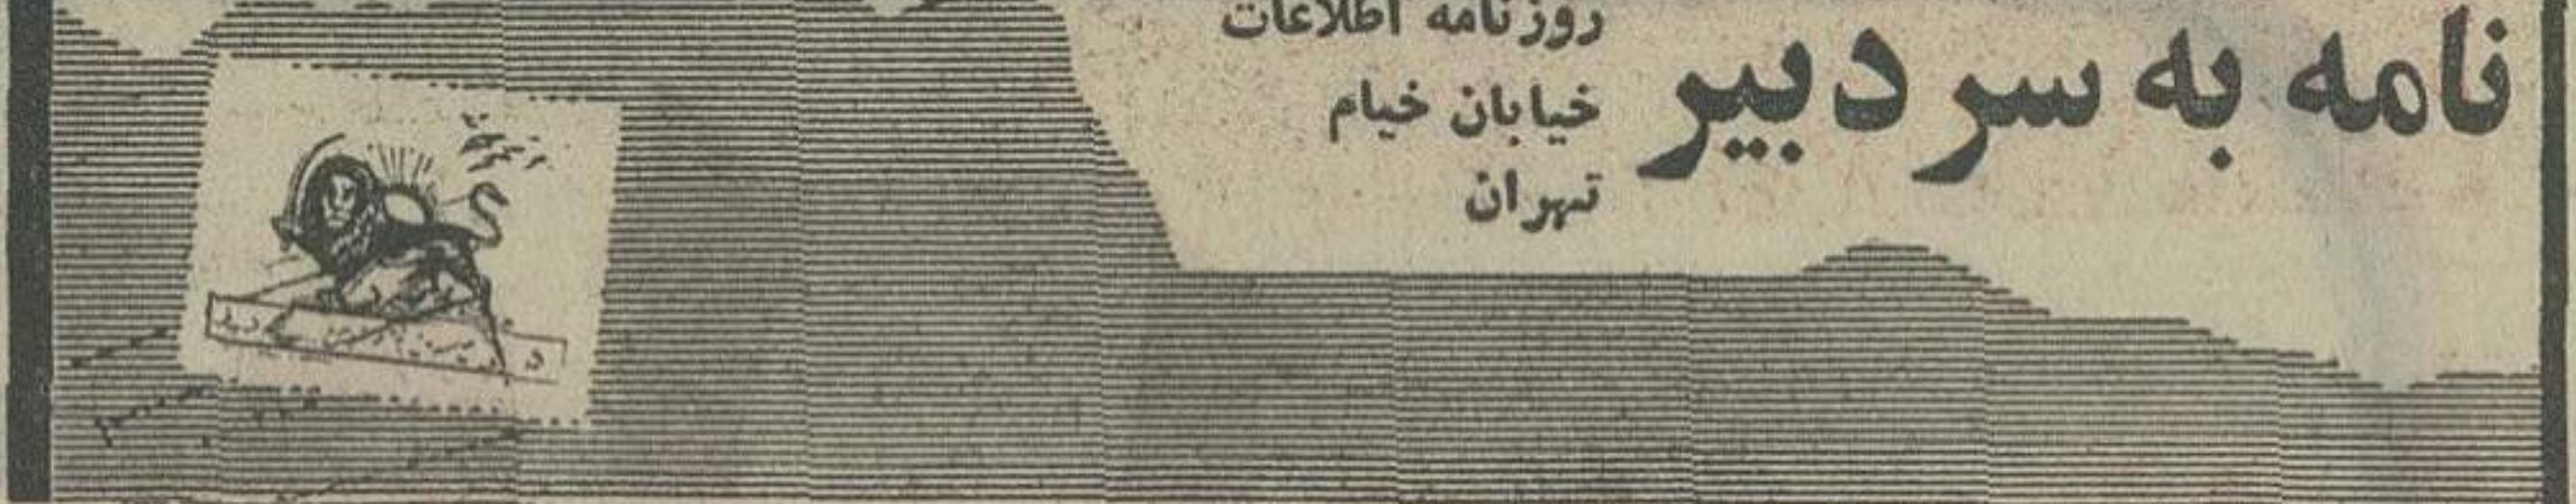 نامه به سردبیر
روزنامه اطلاعات
خیابان خیام
تهران